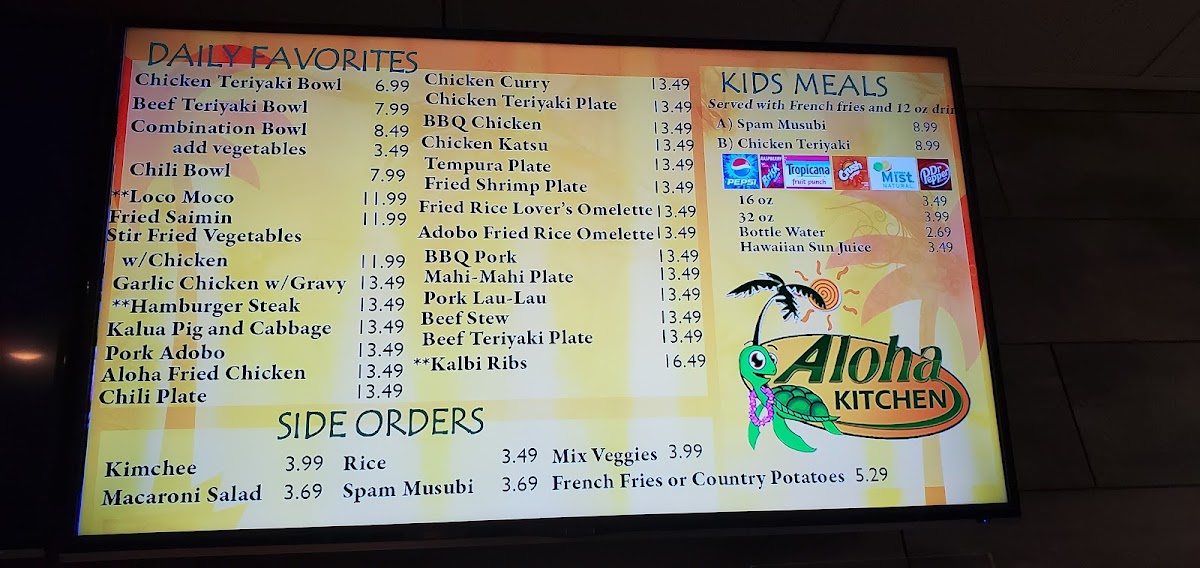 DAILY FAVORITES
Chicken Teriyaki Bowl 6.99
Beef Teriyaki Bowl 7.99
Combination Bowl 8.49
add vegetables 3.49
Chili Bowl 7.99
**Loco Moco 11.99
Fried Saimin 11.99
Stir Fried Vegetables
w/Chicken 11.99
Garlic Chicken w/Gravy 13.49
**Hamburger Steak 13.49
Kalua Pig and Cabbage 13.49
Pork Adobo 13.49
Aloha Fried Chicken 13.49
Chili Plate 13.49
Chicken Curry 13.49
Chicken Teriyaki Plate 13.49
BBQ Chicken 13.49
Chicken Katsu 13.49
Tempura Plate 13.49
Fried Shrimp Plate 13.49
Fried Rice Lover's Omelette 13.49
Adobo Fried Rice Omelette 13.49
BBQ Pork 13.49
Mahi-Mahi Plate 13.49
Pork Lau-Lau 13.49
Beef Stew 13.49
Beef Teriyaki Plate 13.49
**Kalbi Ribs 16.49
KIDS MEALS
Served with French fries and 12 oz drin
A) Spam Musubi 8.99
B) Chicken Teriyaki 8.99
PEPSI RASPBERRY Brisk Tropicana fruit punch Crush Mist NATURAL Dr Pepper
16 oz 3.49
32 oz 3.99
Bottle Water 2.69
Hawaiian Sun Juice 3.49
Aloha
KITCHEN
SIDE ORDERS
Kimchee 3.99 Rice 3.49 Mix Veggies 3.99
Macaroni Salad 3.69 Spam Musubi 3.69 French Fries or Country Potatoes 5.29